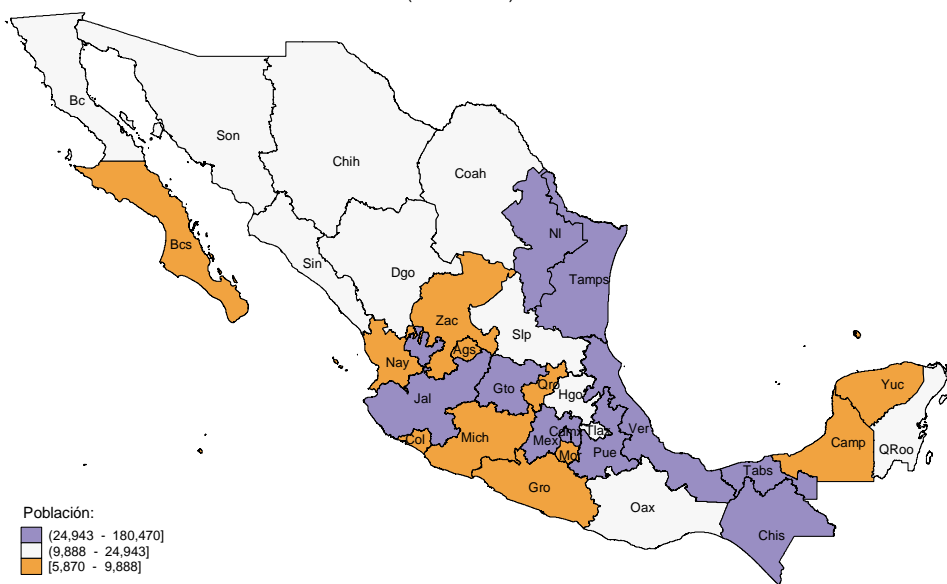 Bc
Son
Chih
Coah
Bcs
Nl
Sin
Dgo
Tamps
Zac
Slp
Nay
Ags
Qro
Yuc
Jal
Gto
Hgo
Col
Mich
Mex
Cdmx
Tlax
Ver
Camp
QRoo
Mo
Pue
Tabs
Gro
Oax
Chis
Población:
(24,943 - 180,470]
(9,888 - 24,943]
[5,870 - 9,888]